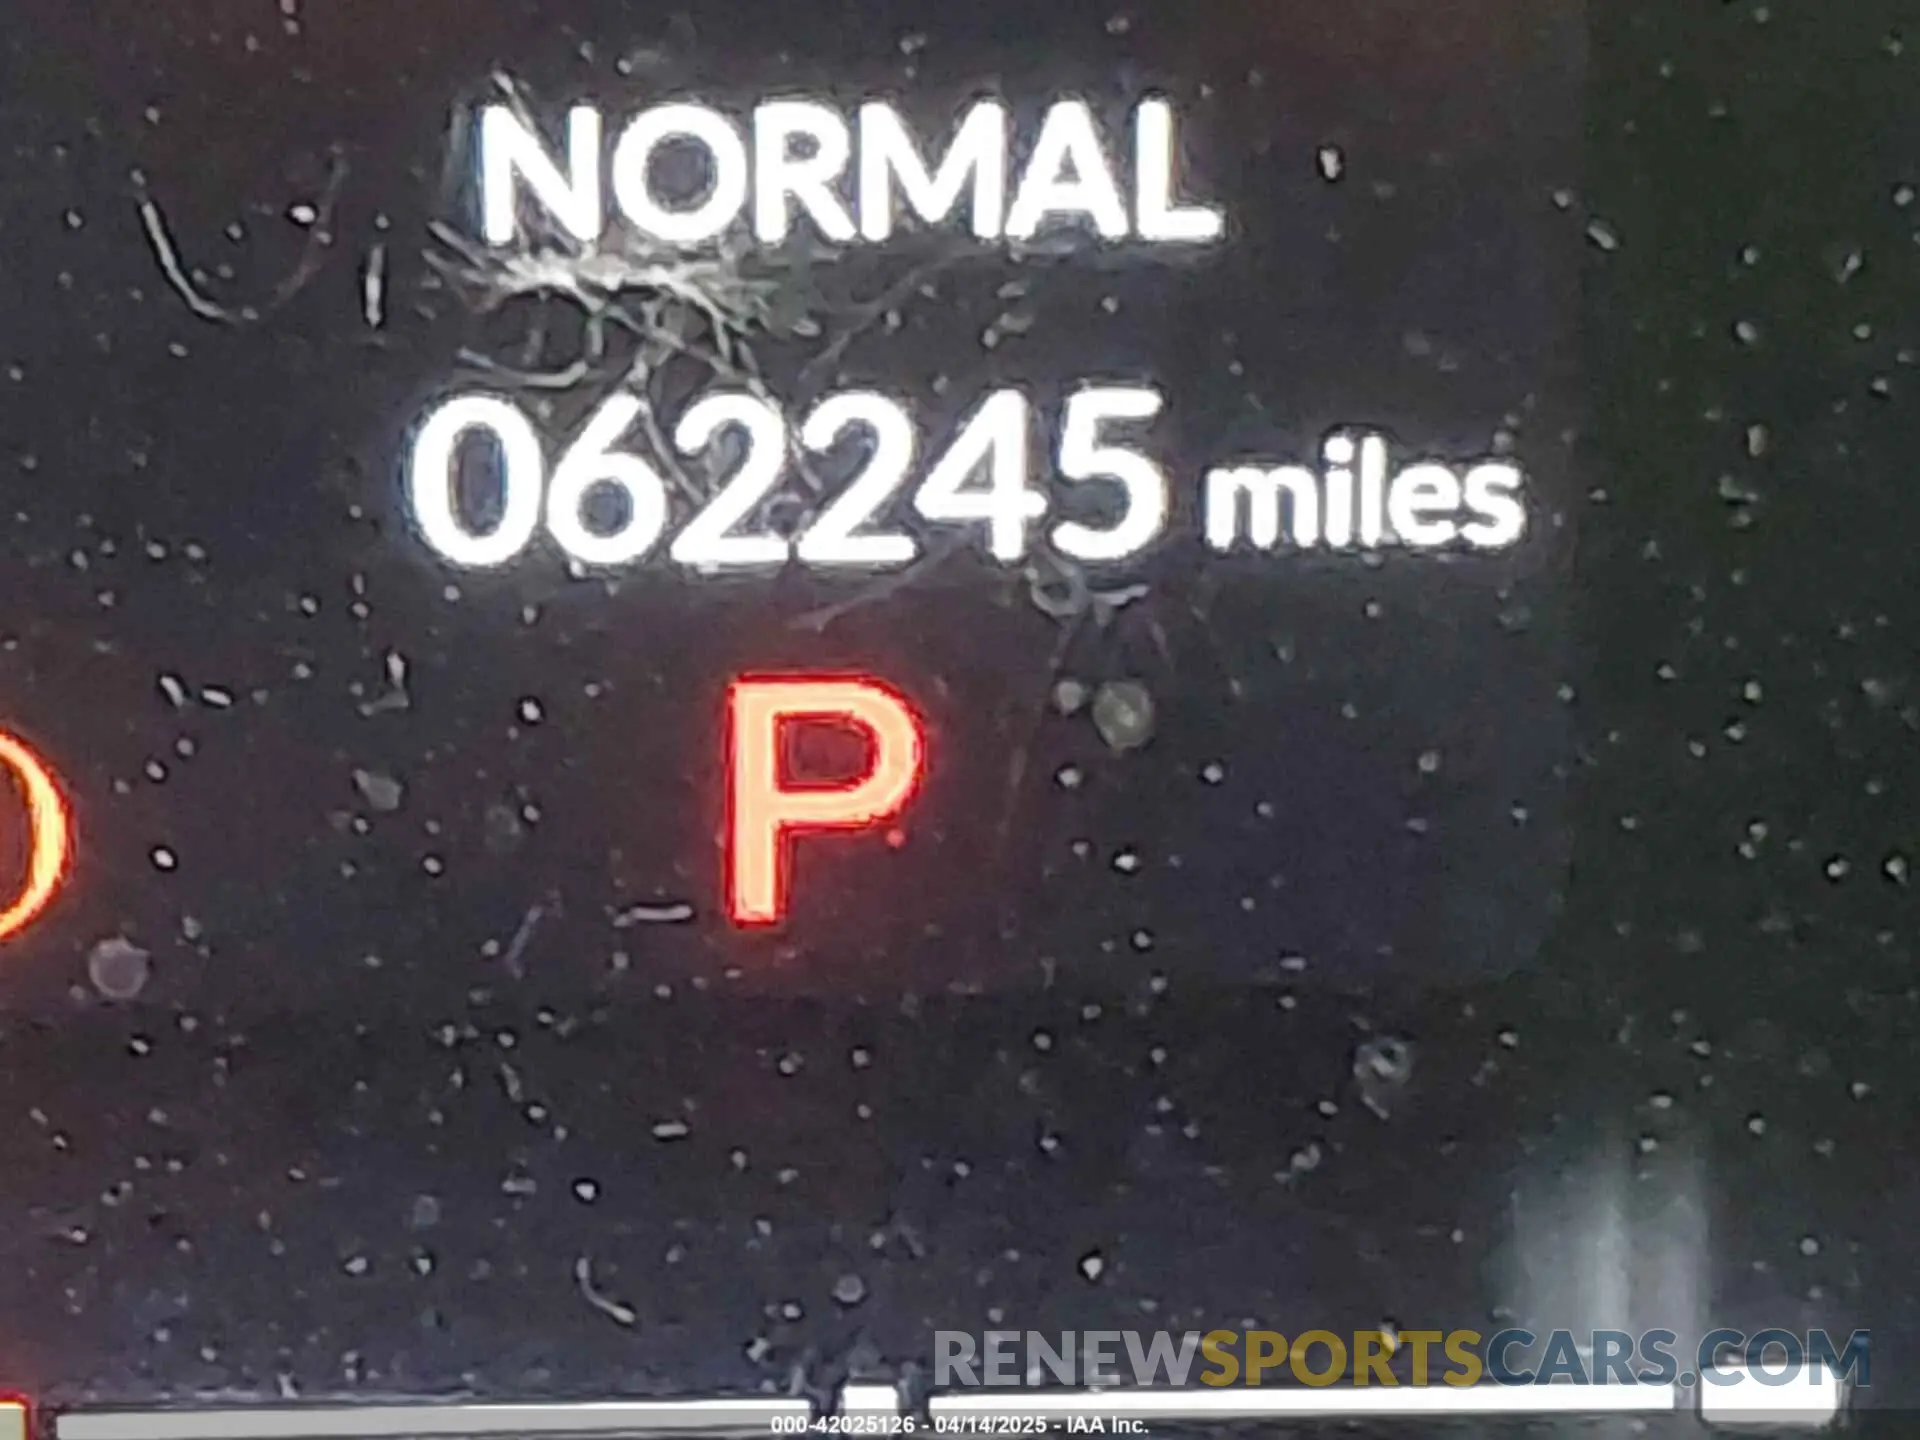 NORMAL
062245 miles
P
RENEWSPORTSCARS.COM
000-42025126 - 04/14/2025 - IAA Inc.